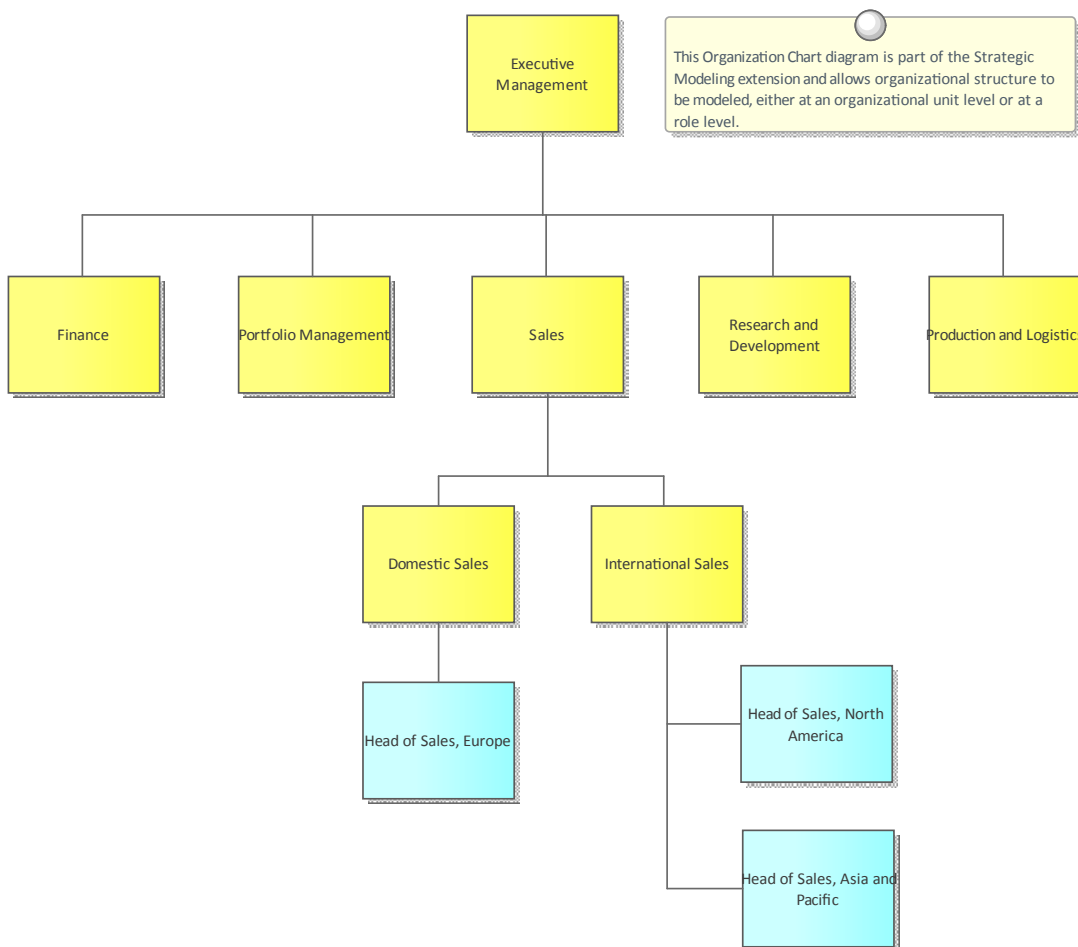 Executive
Management
This Organization Chart diagram is part of the Strategic
Modeling extension and allows organizational structure to
be modeled, either at an organizational unit level or at a
role level.
Finance
Portfolio Management
Sales
Research and
Development
Production and Logistics
Domestic Sales
International Sales
Head of Sales, Europe
Head of Sales, North
America
Head of Sales, Asia and
Pacific